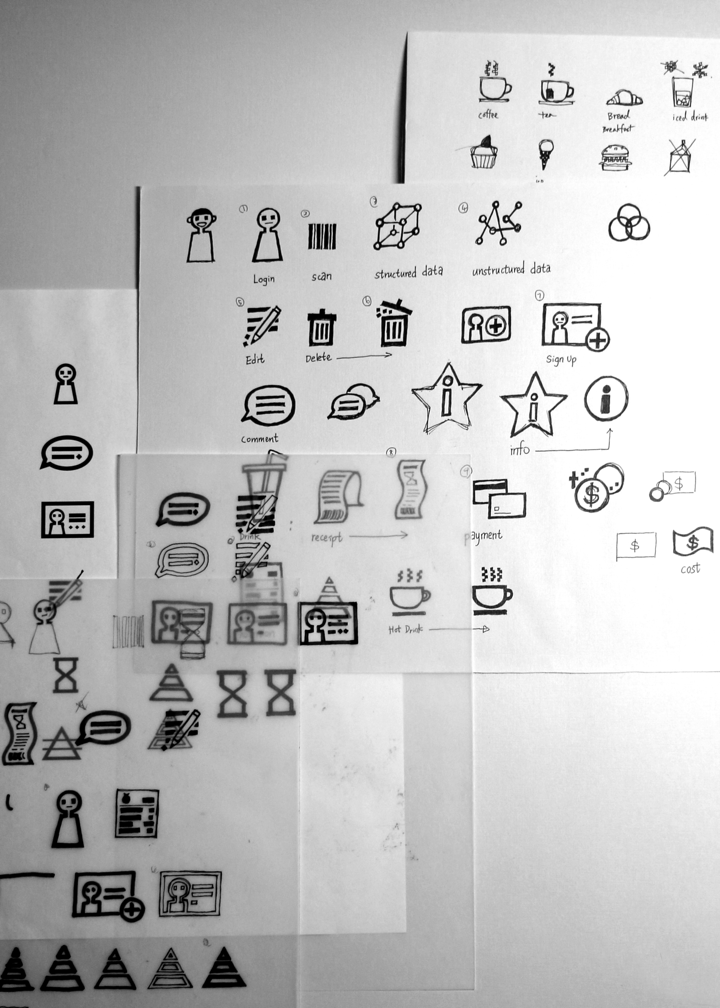 coffee
tea
Bread
Breakfast
iced drink
① ② ③ ④
Login
scan
structured data
unstructured data
⑤ ⑥ ⑦
Edit
Delete
Sign Up
Comment
info
⑧ ⑨
Drink
receipt
payment
$
$
$
$
cost
Hot Drink